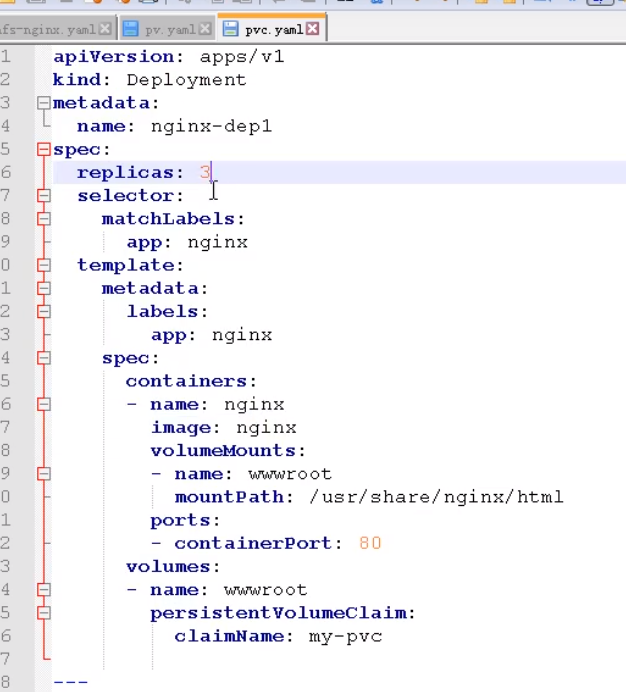 fs-nginx.yaml pv.yaml pvc.yaml
1 apiVersion: apps/v1
2 kind: Deployment
3 metadata:
4   name: nginx-dep1
5 spec:
6   replicas: 3
7   selector:
8     matchLabels:
9       app: nginx
0   template:
1     metadata:
2       labels:
3         app: nginx
4     spec:
5       containers:
6       - name: nginx
7         image: nginx
8         volumeMounts:
9         - name: wwwroot
0           mountPath: /usr/share/nginx/html
1         ports:
2         - containerPort: 80
3       volumes:
4       - name: wwwroot
5         persistentVolumeClaim:
6           claimName: my-pvc
7
8 ---